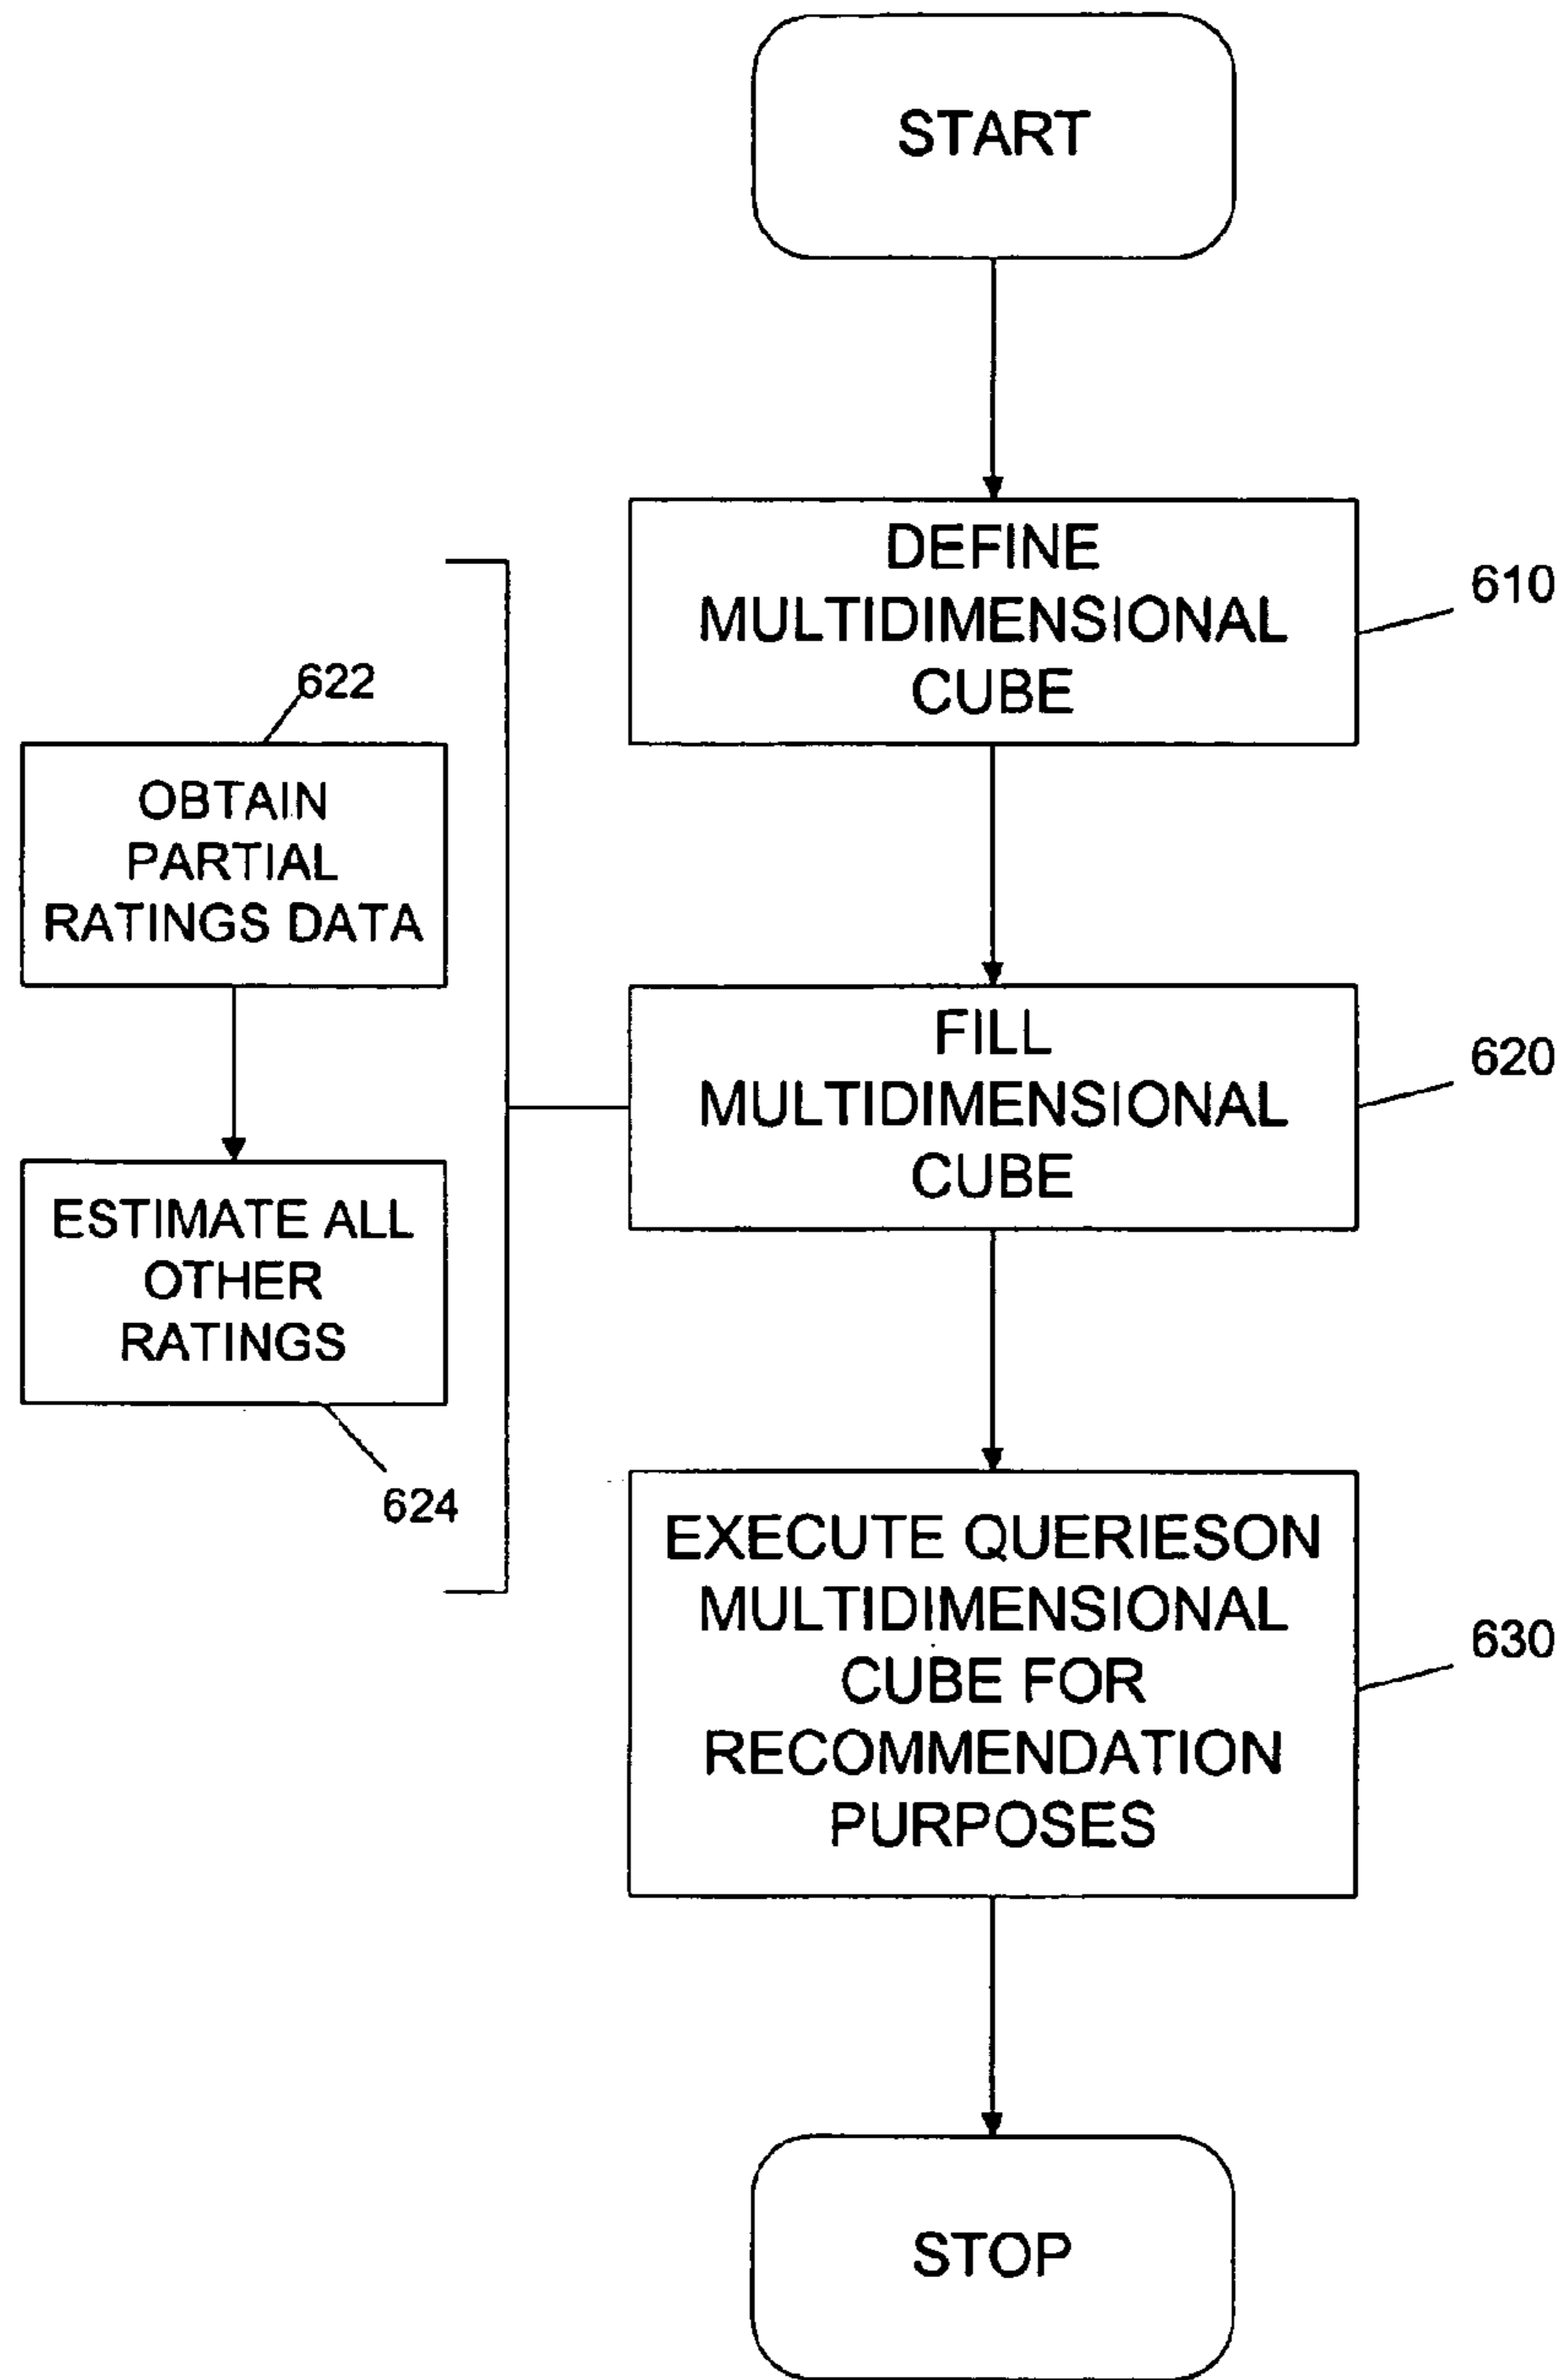 START
DEFINE
MULTIDIMENSIONAL
CUBE
610
622
OBTAIN
PARTIAL
RATINGS DATA
FILL
MULTIDIMENSIONAL
CUBE
620
ESTIMATE ALL
OTHER
RATINGS
624
EXECUTE QUERIESON
MULTIDIMENSIONAL
CUBE FOR
RECOMMENDATION
PURPOSES
630
STOP